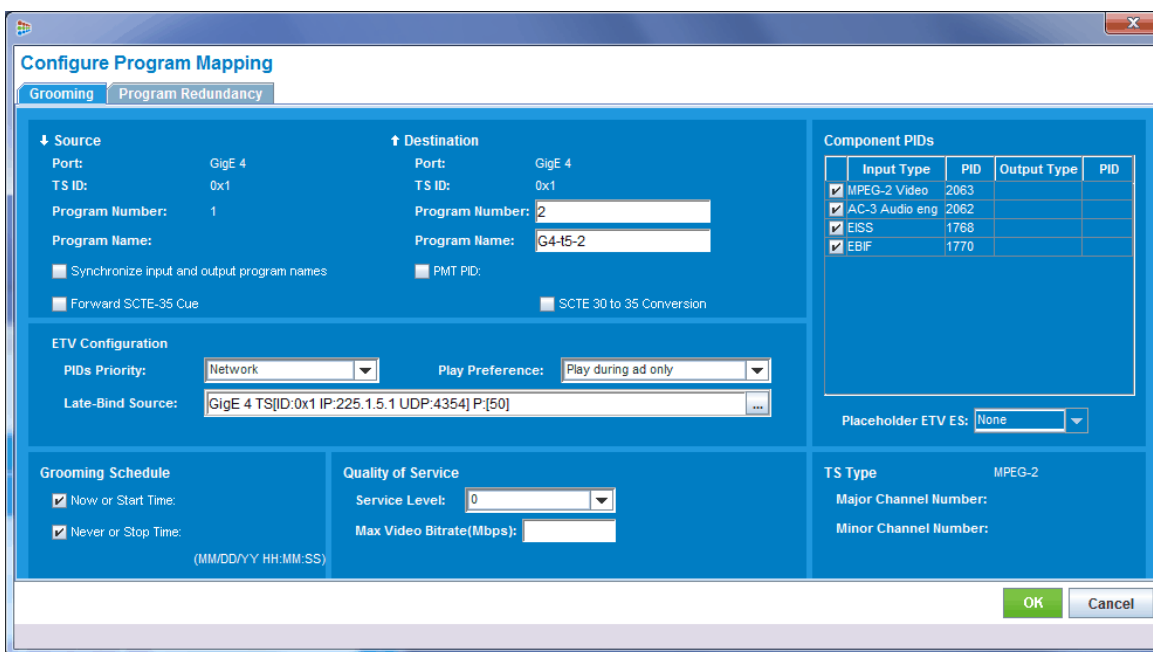 Configure Program Mapping
Grooming Program Redundancy
Source
Port: GigE 4
TS ID: 0x1
Program Number: 1
Program Name:
Synchronize input and output program names
Forward SCTE-35 Cue
Destination
Port: GigE 4
TS ID: 0x1
Program Number: 2
Program Name: G4-t5-2
PMT PID:
SCTE 30 to 35 Conversion
Component PIDs
Input Type PID Output Type PID
MPEG-2 Video 2063
AC-3 Audio eng 2062
EISS 1768
EBIF 1770
Placeholder ETV ES: None
ETV Configuration
PIDs Priority: Network Play Preference: Play during ad only
Late-Bind Source: GigE 4 TS[ID:0x1 IP:225.1.5.1 UDP:4354] P:[50] ...
Grooming Schedule
Now or Start Time:
Never or Stop Time:
(MM/DD/YY HH:MM:SS)
Quality of Service
Service Level: 0
Max Video Bitrate(Mbps):
TS Type MPEG-2
Major Channel Number:
Minor Channel Number:
OK Cancel